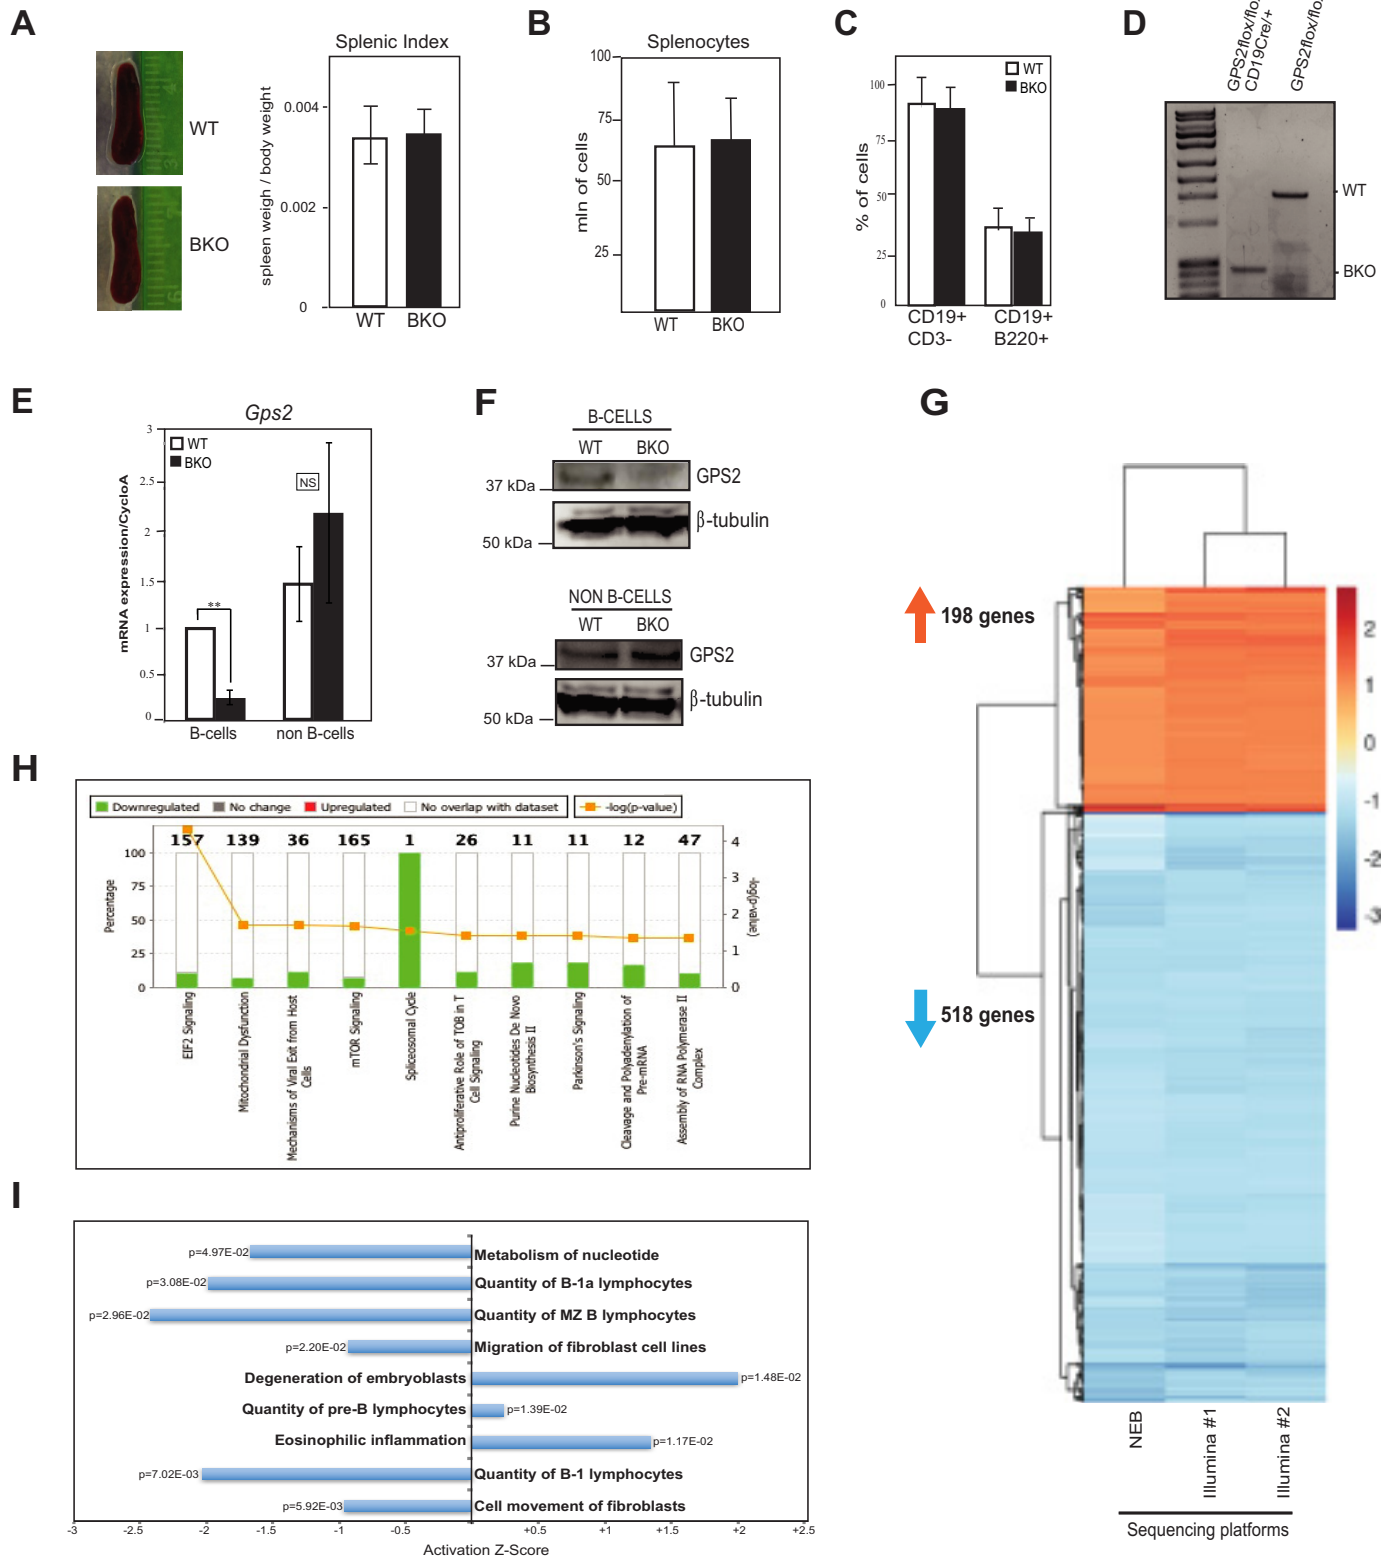 A
WT
BKO
Splenic Index
spleen weigh / body weight
0.004
0.002
0
WT
BKO
B
Splenocytes
mln of cells
100
75
50
25
WT
BKO
C
WT
BKO
% of cells
100
75
50
25
0
CD19+
CD3-
CD19+
B220+
D
GPS2flox/flox
CD19Cre/+
WT
BKO
E
Gps2
WT
BKO
NS
**
mRNA expression/CycloA
3
2.5
2
1.5
1
0.5
0
B-cells
non B-cells
F
B-CELLS
WT
BKO
37 kDa
GPS2
β-tubulin
50 kDa
NON B-CELLS
WT
BKO
37 kDa
GPS2
β-tubulin
50 kDa
G
198 genes
518 genes
2
1
0
-1
-2
-3
NEB
Illumina #1
Illumina #2
Sequencing platforms
H
Downregulated
No change
Upregulated
No overlap with dataset
-log(p-value)
157
139
36
165
1
26
11
11
12
47
Percentage
100
75
50
25
0
4
3
2
1
0
-log(p-value)
EIF2 Signaling
Mitochondrial Dysfunction
Mechanisms of Viral Exit from Host
Cells
mTOR Signaling
Spliceosomal Cycle
Antiproliferative Role of TOB in T
Cell Signaling
Purine Nucleotides De Novo
Biosynthesis II
Parkinson's Signaling
Cleavage and Polyadenylation of
Pre-mRNA
Assembly of RNA Polymerase II
Complex
I
p=4.97E-02 Metabolism of nucleotide
p=3.08E-02 Quantity of B-1a lymphocytes
p=2.96E-02 Quantity of MZ B lymphocytes
p=2.20E-02 Migration of fibroblast cell lines
Degeneration of embryoblasts p=1.48E-02
Quantity of pre-B lymphocytes p=1.39E-02
Eosinophilic inflammation p=1.17E-02
p=7.02E-03 Quantity of B-1 lymphocytes
p=5.92E-03 Cell movement of fibroblasts
-3 -2.5 -2 -1.5 -1 -0.5 +0.5 +1 +1.5 +2 +2.5
Activation Z-Score